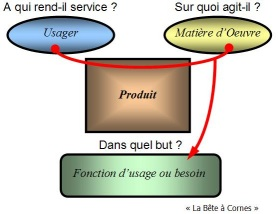 A qui rend-il service ?
Sur quoi agit-il ?
Usager
Matière d'Oeuvre
Produit
Dans quel but ?
Fonction d'usage ou besoin
« La Bête à Cornes »